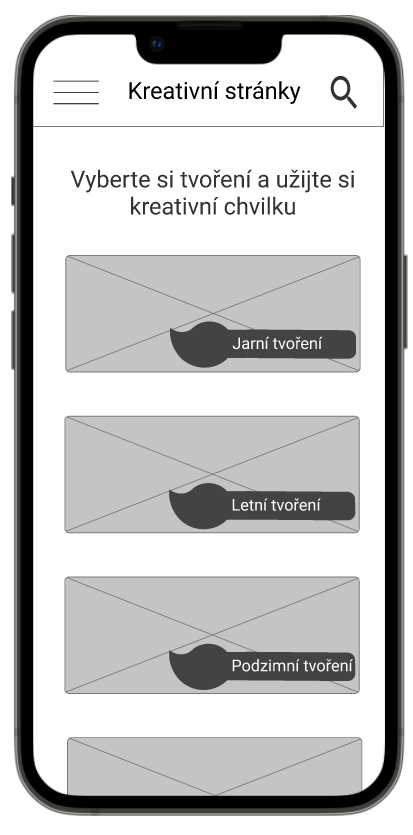 Kreativní stránky
Vyberte si tvoření a užijte si
kreativní chvilku
Jarní tvoření
Letní tvoření
Podzimní tvoření